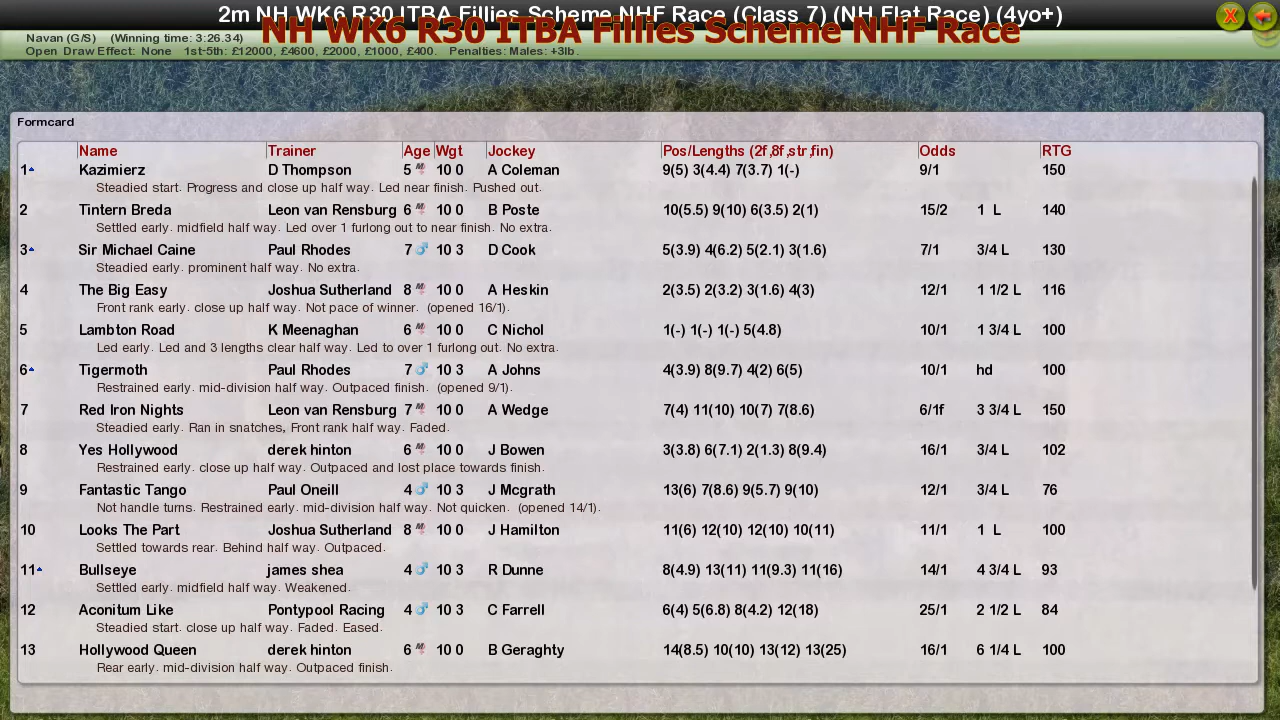 2m NH WK6 R30 ITBA Fillies Scheme NHF Race (Class 7) (NH Flat Race) (4yo+)
NH WK6 R30 ITBA Fillies Scheme NHF Race
Navan (G/S) (Winning time: 3:26.34)
Open Draw Effect: None 1st-5th: £12000, £4600, £2000, £1000, £400. Penalties: Males: +3lb.
Formcard
Name Trainer Age Wgt Jockey Pos/Lengths (2f,8f,str,fin) Odds RTG
1 Kazimierz D Thompson 5 10 0 A Coleman 9(5) 3(4.4) 7(3.7) 1(-) 9/1 150
Steadied start. Progress and close up half way. Led near finish. Pushed out.
2 Tintern Breda Leon van Rensburg 6 10 0 B Poste 10(5.5) 9(10) 6(3.5) 2(1) 15/2 1 L 140
Settled early. midfield half way. Led over 1 furlong out to near finish. No extra.
3 Sir Michael Caine Paul Rhodes 7 10 3 D Cook 5(3.9) 4(6.2) 5(2.1) 3(1.6) 7/1 3/4 L 130
Steadied early. prominent half way. No extra.
4 The Big Easy Joshua Sutherland 8 10 0 A Heskin 2(3.5) 2(3.2) 3(1.6) 4(3) 12/1 1 1/2 L 116
Front rank early. close up half way. Not pace of winner. (opened 16/1).
5 Lambton Road K Meenaghan 6 10 0 C Nichol 1(-) 1(-) 1(-) 5(4.8) 10/1 1 3/4 L 100
Led early. Led and 3 lengths clear half way. Led to over 1 furlong out. No extra.
6 Tigermoth Paul Rhodes 7 10 3 A Johns 4(3.9) 8(9.7) 4(2) 6(5) 10/1 hd 100
Restrained early. mid-division half way. Outpaced finish. (opened 9/1).
7 Red Iron Nights Leon van Rensburg 7 10 0 A Wedge 7(4) 11(10) 10(7) 7(8.6) 6/1f 3 3/4 L 150
Steadied early. Ran in snatches, Front rank half way. Faded.
8 Yes Hollywood derek hinton 6 10 0 J Bowen 3(3.8) 6(7.1) 2(1.3) 8(9.4) 16/1 3/4 L 102
Restrained early. close up half way. Outpaced and lost place towards finish.
9 Fantastic Tango Paul Oneill 4 10 3 J Mcgrath 13(6) 7(8.6) 9(5.7) 9(10) 12/1 3/4 L 76
Not handle turns. Restrained early. mid-division half way. Not quicken. (opened 14/1).
10 Looks The Part Joshua Sutherland 8 10 0 J Hamilton 11(6) 12(10) 12(10) 10(11) 11/1 1 L 100
Settled towards rear. Behind half way. Outpaced.
11 Bullseye james shea 4 10 3 R Dunne 8(4.9) 13(11) 11(9.3) 11(16) 14/1 4 3/4 L 93
Settled early. midfield half way. Weakened.
12 Aconitum Like Pontypool Racing 4 10 3 C Farrell 6(4) 5(6.8) 8(4.2) 12(18) 25/1 2 1/2 L 84
Steadied start. close up half way. Faded. Eased.
13 Hollywood Queen derek hinton 6 10 0 B Geraghty 14(8.5) 10(10) 13(12) 13(25) 16/1 6 1/4 L 100
Rear early. mid-division half way. Outpaced finish.